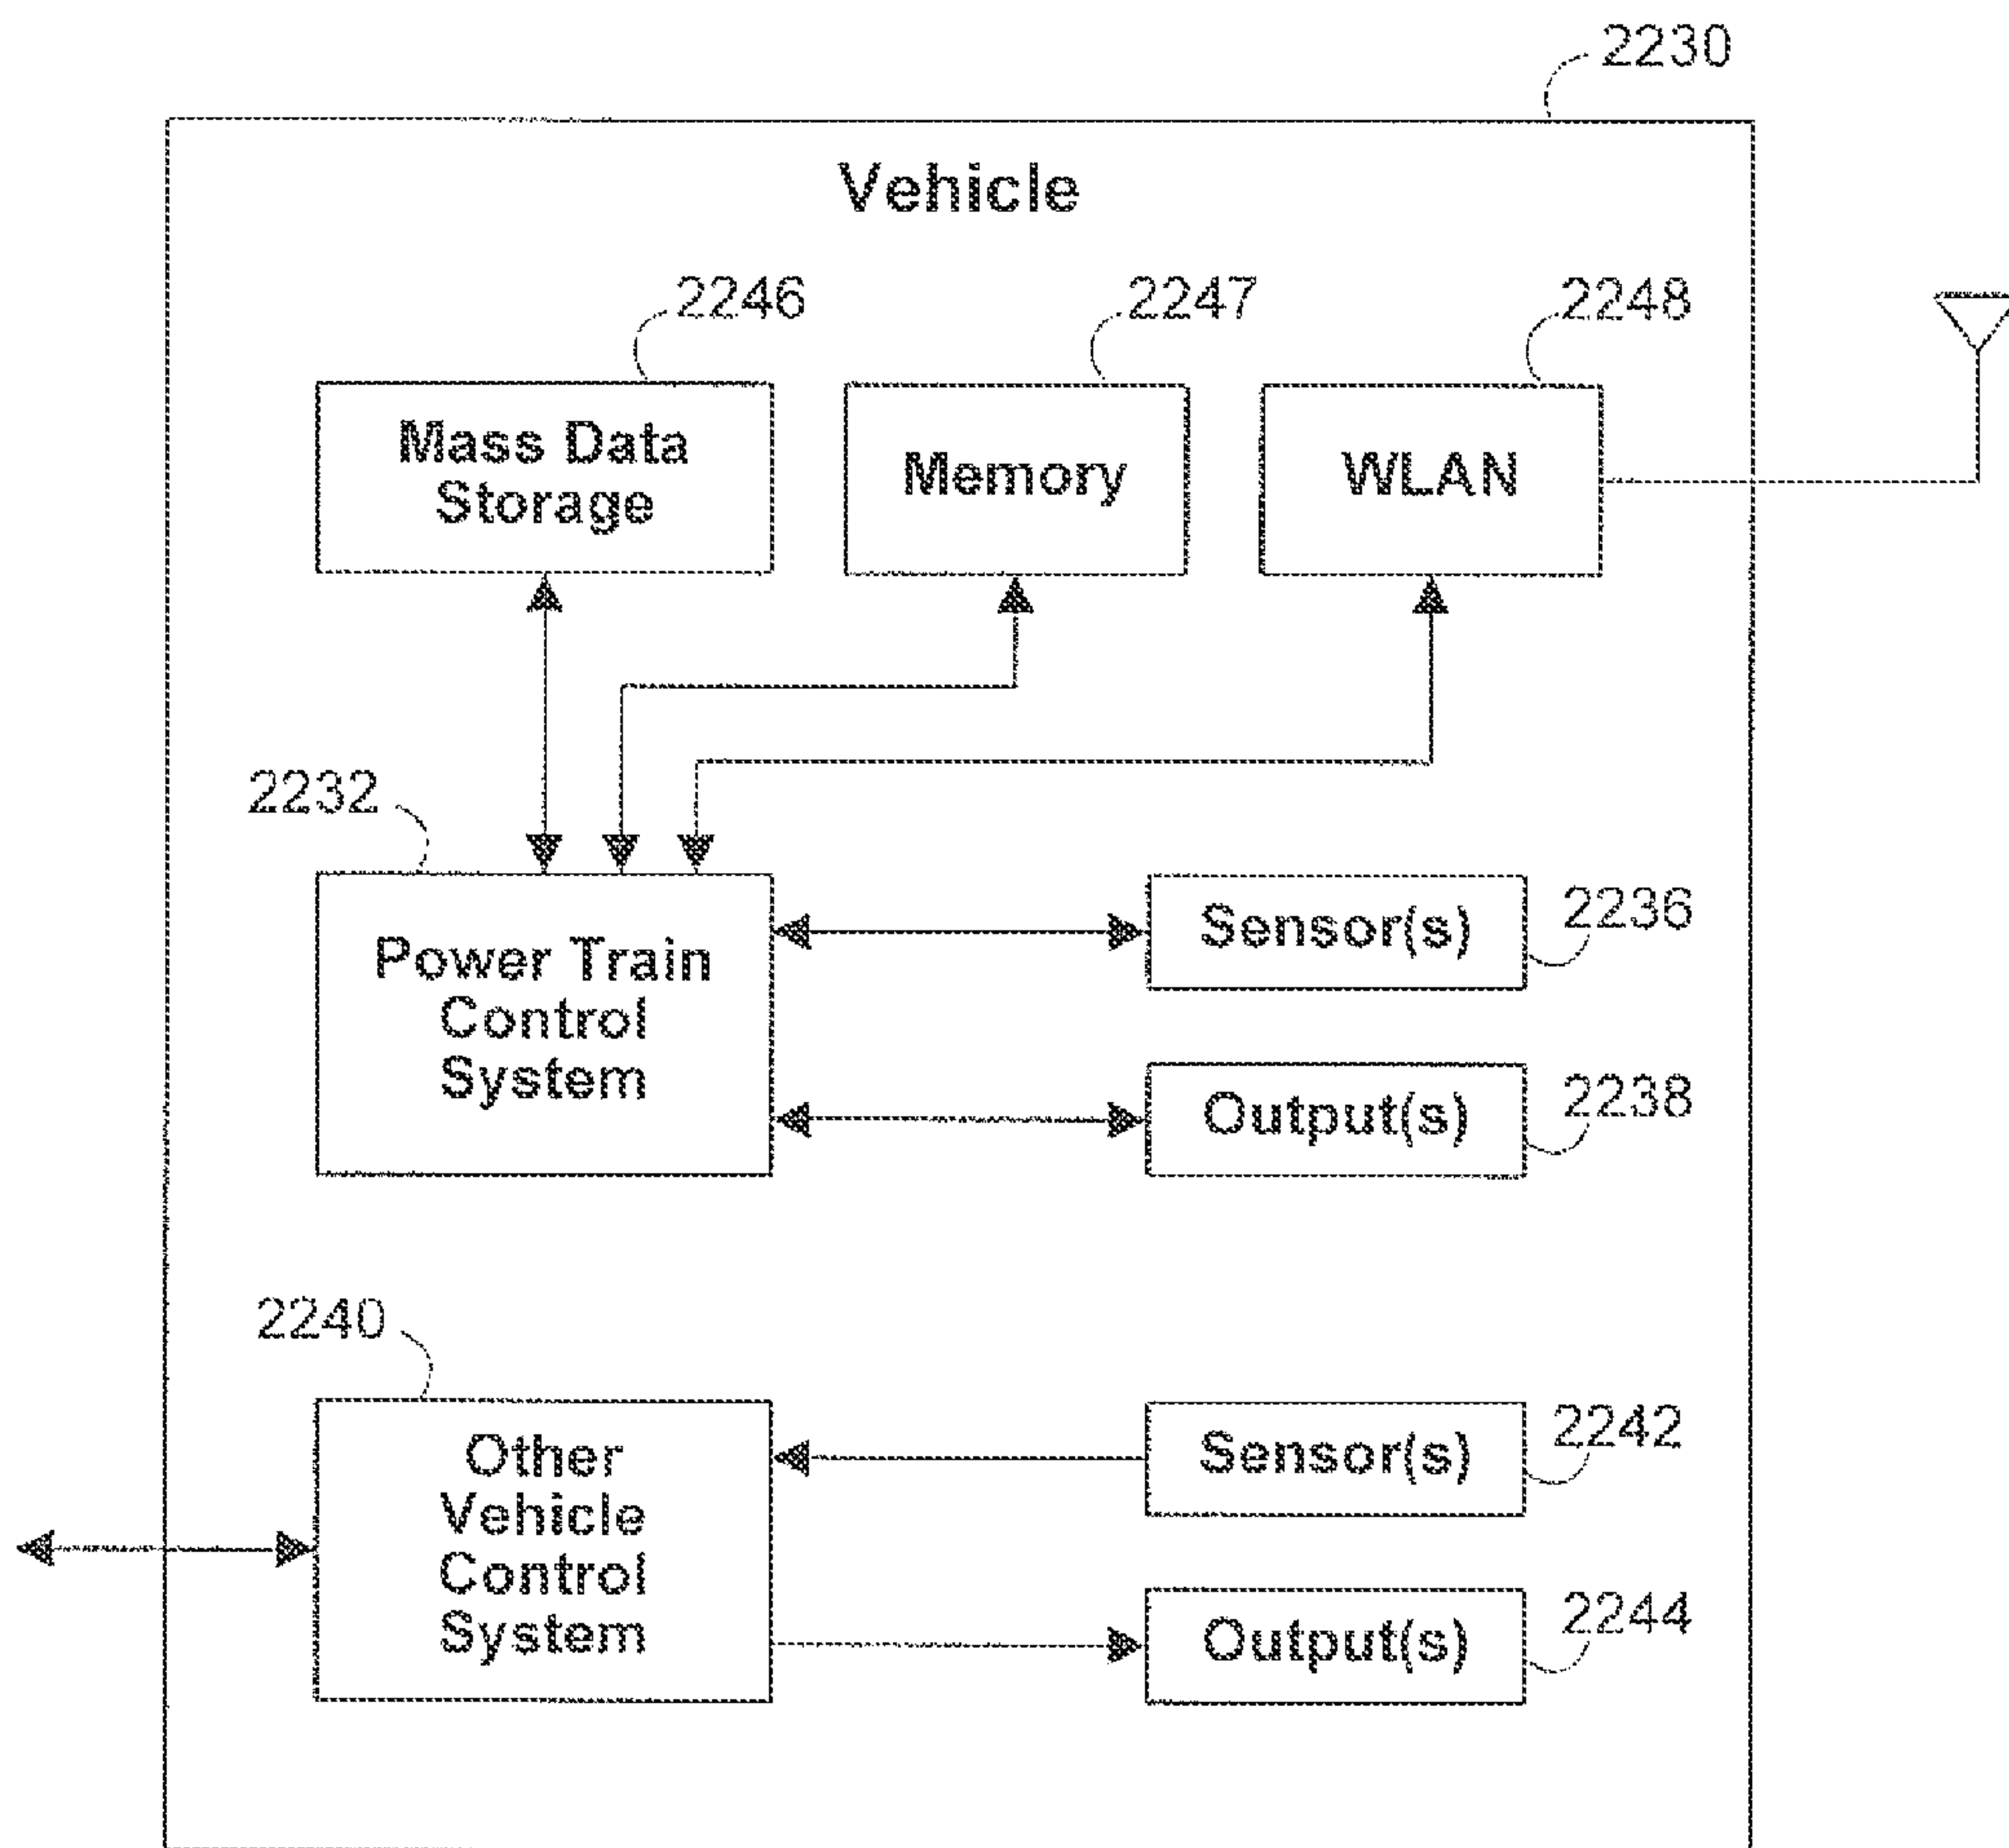 2230
Vehicle
2246
2247
2248
Mass Data
Storage
Memory
WLAN
2232
Power Train
Control
System
Sensor(s)
2236
Output(s)
2238
2240
Other
Vehicle
Control
System
Sensor(s)
2242
Output(s)
2244